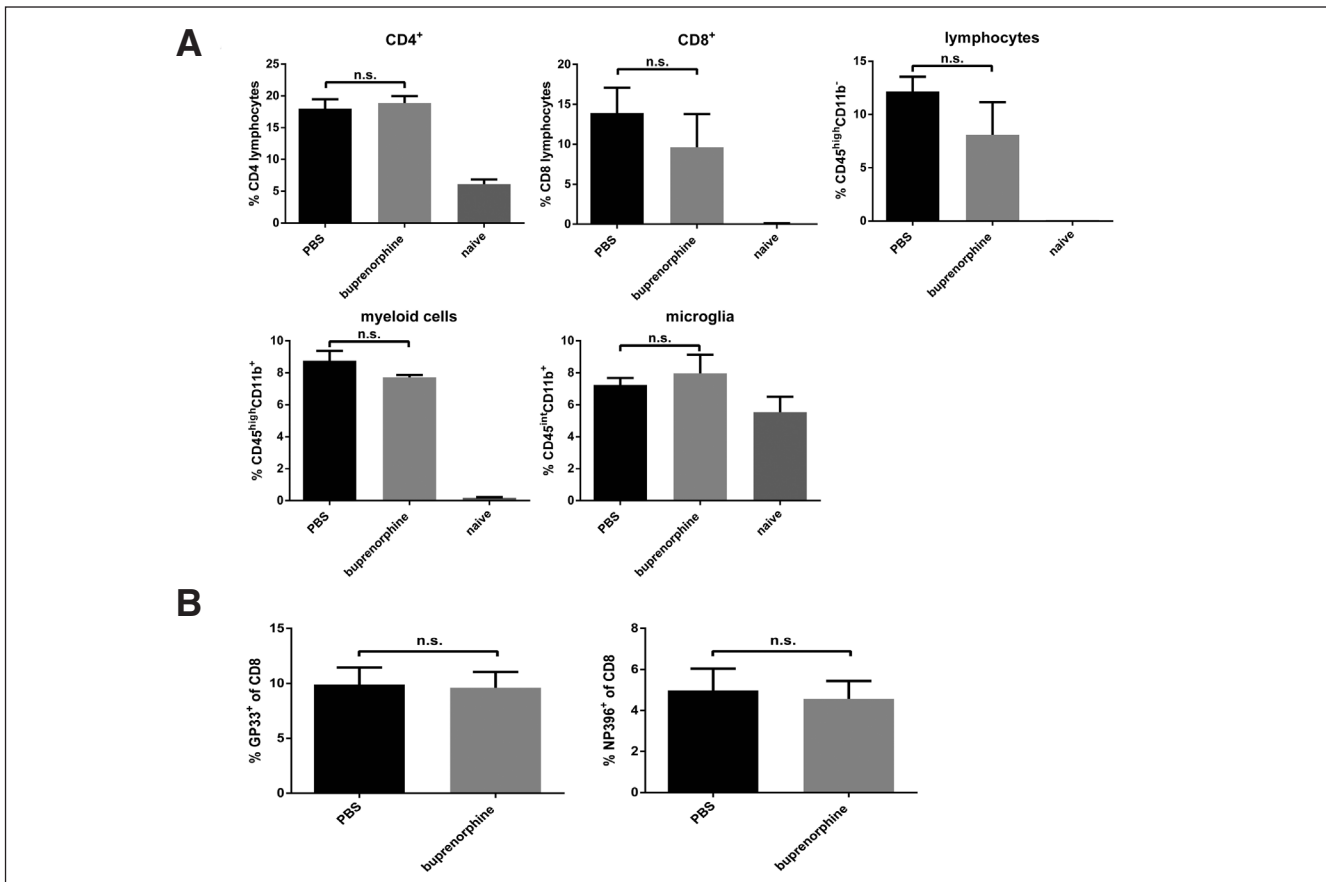 A
CD4+
n.s.
% CD4 lymphocytes
25
20
15
10
5
0
PBS
buprenorphine
naive
CD8+
n.s.
% CD8 lymphocytes
20
15
10
5
0
PBS
buprenorphine
naive
lymphocytes
n.s.
% CD45highCD11b-
15
10
5
0
PBS
buprenorphine
naive
myeloid cells
n.s.
% CD45highCD11b+
10
8
6
4
2
0
PBS
buprenorphine
naive
microglia
n.s.
% CD45intCD11b+
10
8
6
4
2
0
PBS
buprenorphine
naive
B
n.s.
% GP33+ of CD8
15
10
5
0
PBS
buprenorphine
n.s.
% NP396+ of CD8
8
6
4
2
0
PBS
buprenorphine